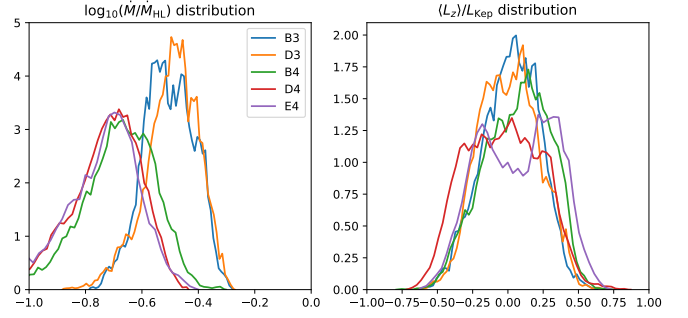 log₁₀(Ṁ/Ṁ_HL) distribution
⟨L_z⟩/L_Kep distribution
5
4
3
2
1
0
−1.0 −0.8 −0.6 −0.4 −0.2 0.0
B3
D3
B4
D4
E4
2.00
1.75
1.50
1.25
1.00
0.75
0.50
0.25
0.00
−1.00 −0.75 −0.50 −0.25 0.00 0.25 0.50 0.75 1.00